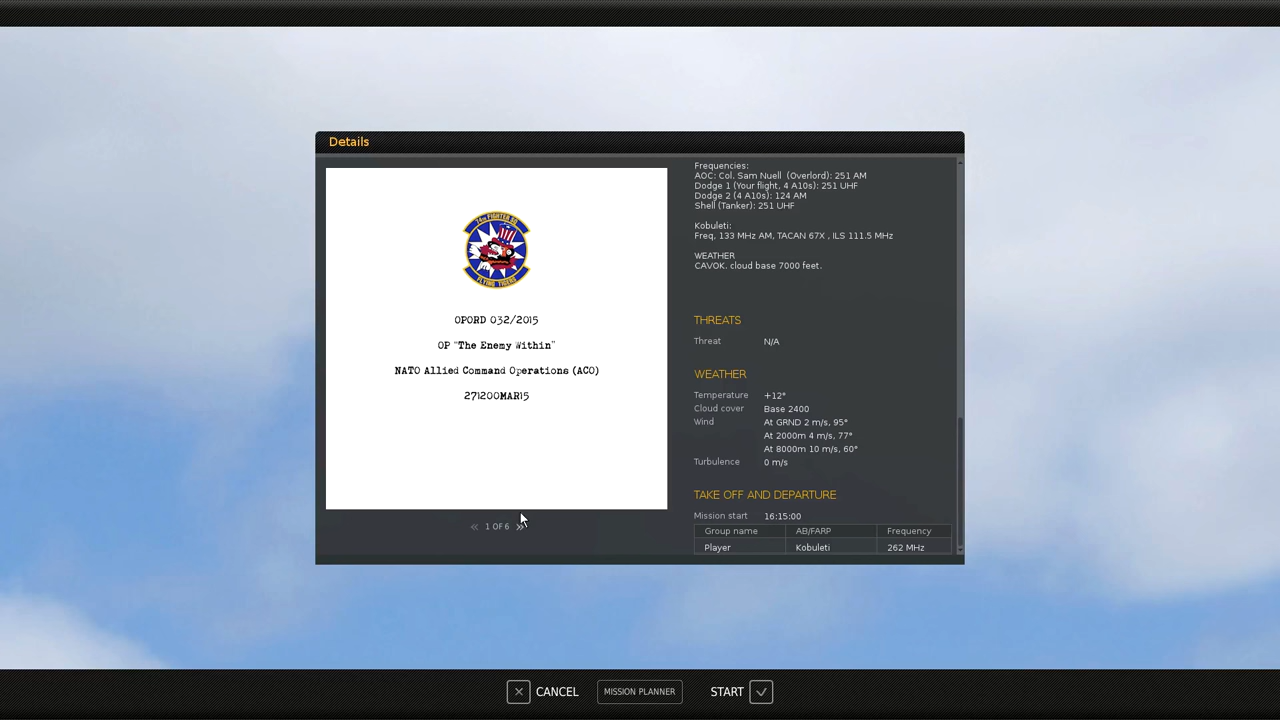 Details
74th FIGHTER SQ
FLYING TIGERS
OPORD 032/2015
OP "The Enemy Within"
NATO Allied Command Operations (ACO)
271200MAR15
« 1 OF 6 »
Frequencies:
AOC: Col. Sam Nuell (Overlord): 251 AM
Dodge 1 (Your flight, 4 A10s): 251 UHF
Dodge 2 (4 A10s): 124 AM
Shell (Tanker): 251 UHF
Kobuleti:
Freq, 133 MHz AM, TACAN 67X , ILS 111.5 MHz
WEATHER
CAVOK. cloud base 7000 feet.
THREATS
Threat N/A
WEATHER
Temperature +12°
Cloud cover Base 2400
Wind At GRND 2 m/s, 95°
At 2000m 4 m/s, 77°
At 8000m 10 m/s, 60°
Turbulence 0 m/s
TAKE OFF AND DEPARTURE
Mission start 16:15:00
Group name AB/FARP Frequency
Player Kobuleti 262 MHz
CANCEL MISSION PLANNER START